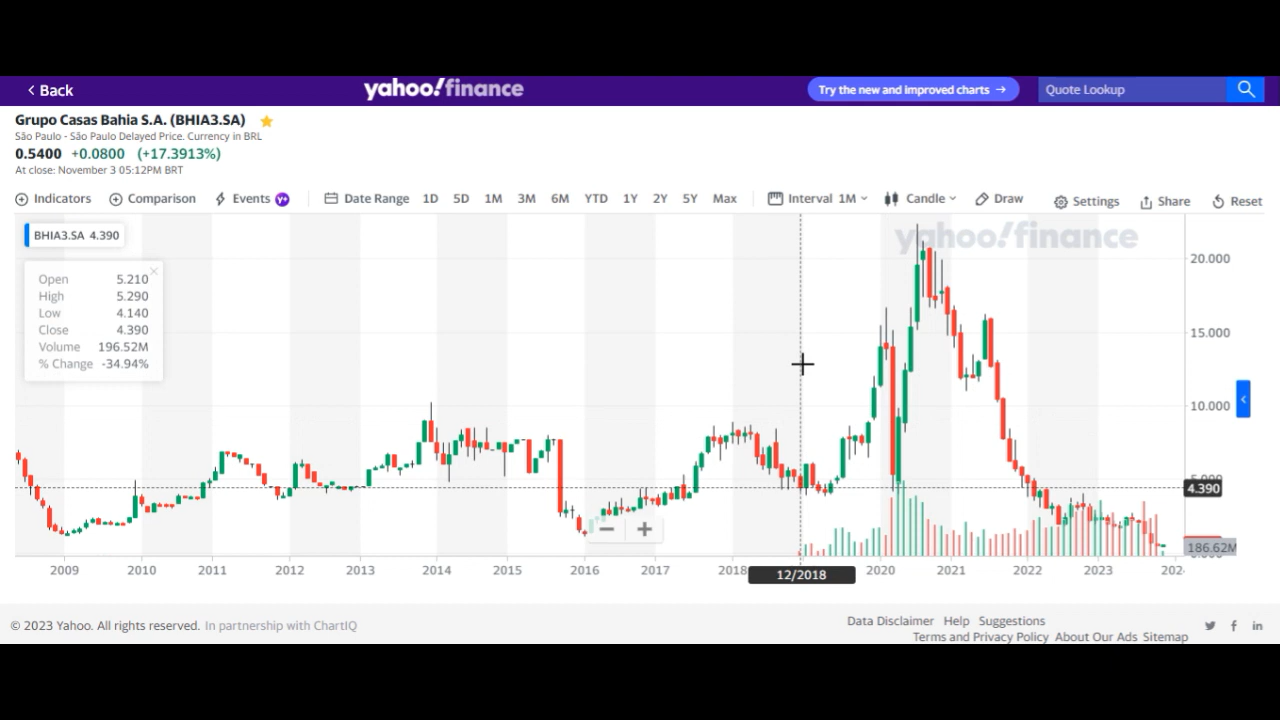 Back
yahoo!finance
Try the new and improved charts →
Quote Lookup
Grupo Casas Bahia S.A. (BHIA3.SA)
São Paulo - São Paulo Delayed Price. Currency in BRL
0.5400 +0.0800 (+17.3913%)
At close: November 3 05:12PM BRT
Indicators Comparison Events Y+ Date Range 1D 5D 1M 3M 6M YTD 1Y 2Y 5Y Max Interval 1M Candle Draw Settings Share Reset
BHIA3.SA 4.390
yahoo!finance
Open 5.210
High 5.290
Low 4.140
Close 4.390
Volume 196.52M
% Change -34.94%
20.000
15.000
10.000
4.390
186.62M
2009 2010 2011 2012 2013 2014 2015 2016 2017 2018 12/2018 2020 2021 2022 2023
© 2023 Yahoo. All rights reserved. In partnership with ChartIQ
Data Disclaimer Help Suggestions
Terms and Privacy Policy About Our Ads Sitemap